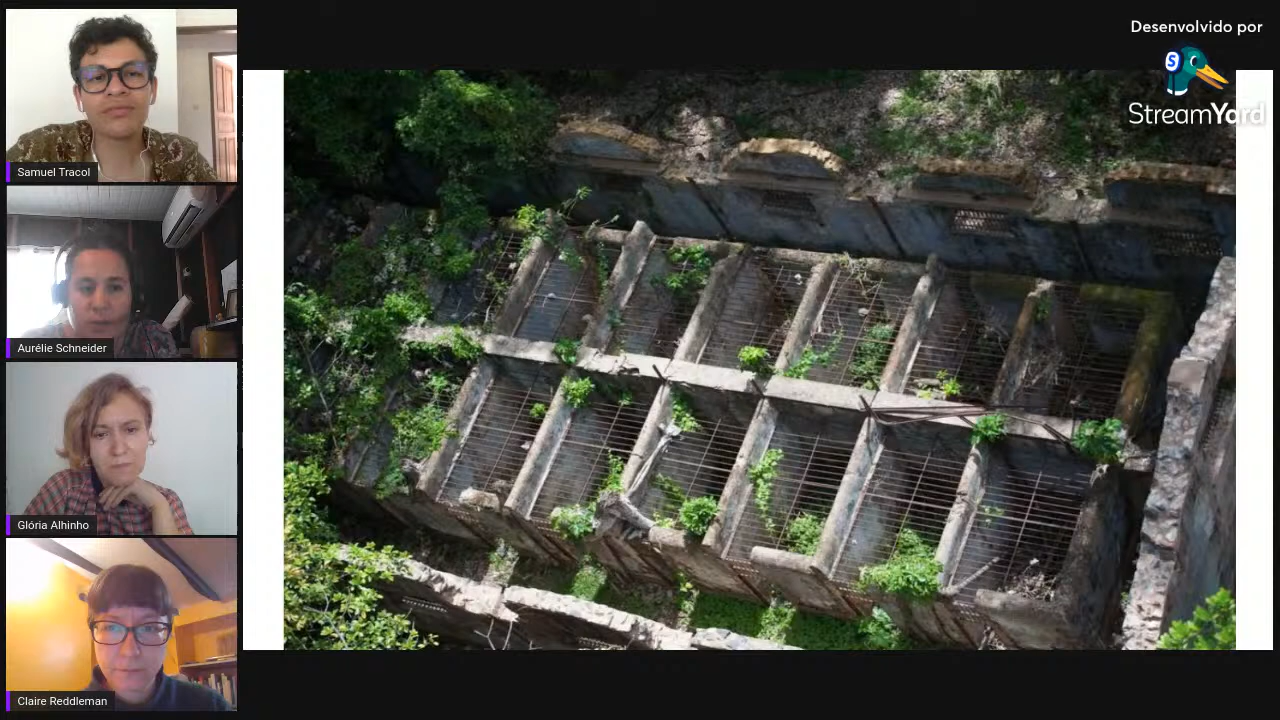 Desenvolvido por
StreamYard
Samuel Tracol
Aurélie Schneider
Glória Alhinho
Claire Reddleman